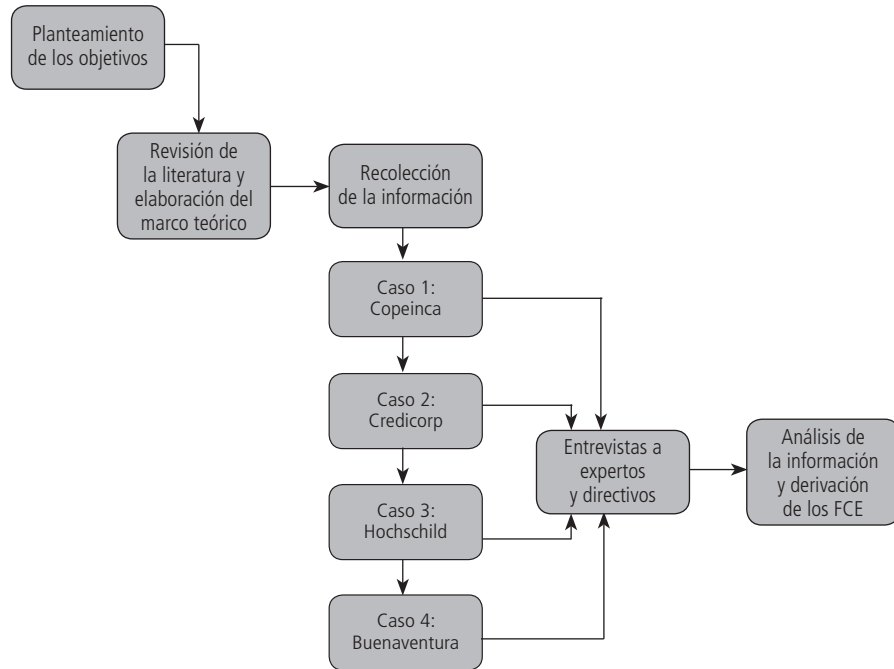 Planteamiento
de los objetivos
Revisión de
la literatura y
elaboración del
marco teórico
Recolección
de la información
Caso 1:
Copeinca
Caso 2:
Credicorp
Caso 3:
Hochschild
Caso 4:
Buenaventura
Entrevistas a
expertos
y directivos
Análisis de
la información
y derivación
de los FCE